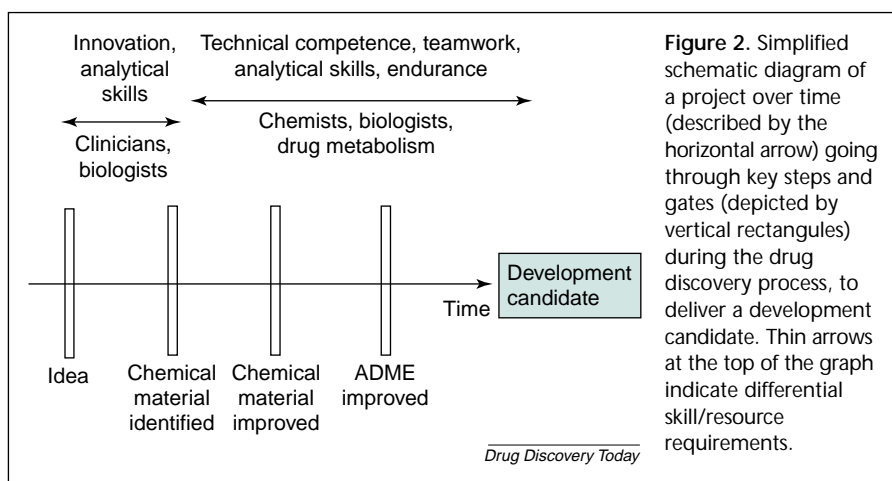 Innovation,
analytical
skills
Technical competence, teamwork,
analytical skills, endurance
Clinicians,
biologists
Chemists, biologists,
drug metabolism
Time
Development
candidate
Idea
Chemical
material
identified
Chemical
material
improved
ADME
improved
Drug Discovery Today
Figure 2. Simplified
schematic diagram of
a project over time
(described by the
horizontal arrow) going
through key steps and
gates (depicted by
vertical rectangules)
during the drug
discovery process, to
deliver a development
candidate. Thin arrows
at the top of the graph
indicate differential
skill/resource
requirements.